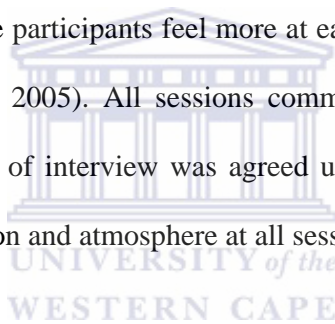 e participants feel more at ea
2005). All sessions comm
of interview was agreed u
on and atmosphere at all sess
UNIVERSITY of the
WESTERN CAPE